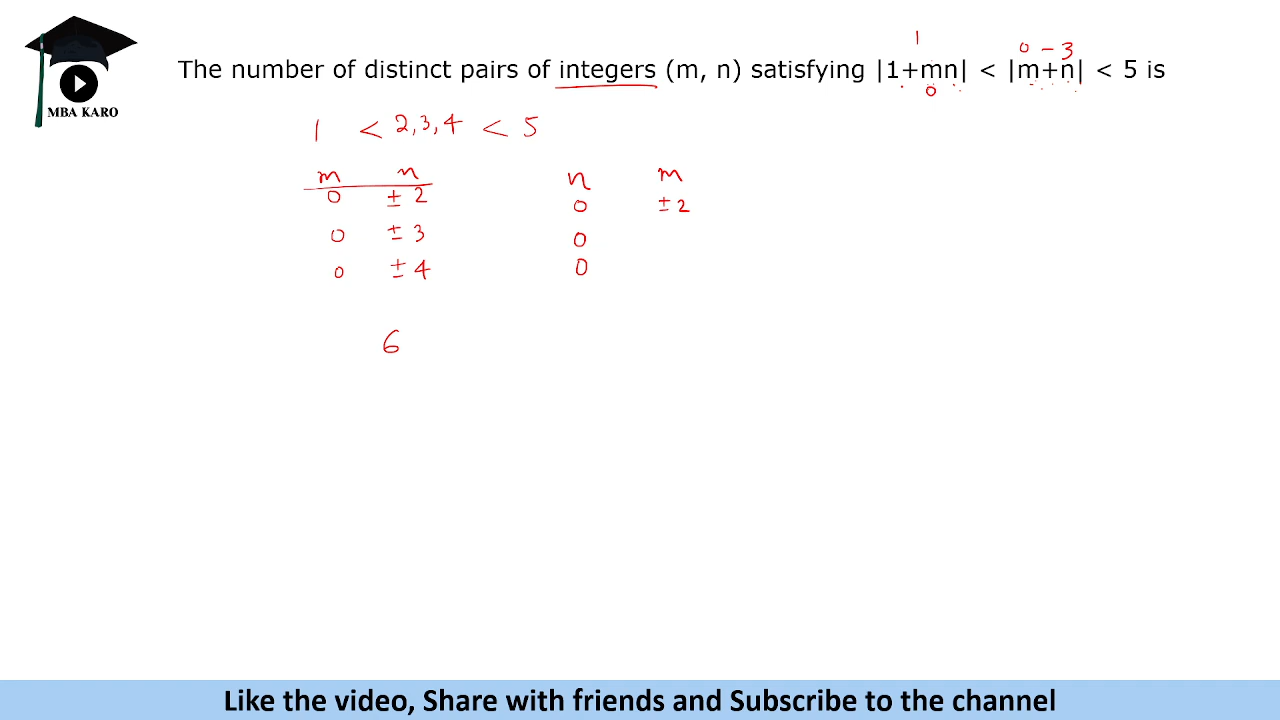 1 0 - 3
The number of distinct pairs of integers (m, n) satisfying |1+mn| < |m+n| < 5 is
0
MBA KARO
1 < 2,3,4 < 5
m n n m
0 ± 2 0 ± 2
0 ± 3 0
0 ± 4 0
6
Like the video, Share with friends and Subscribe to the channel